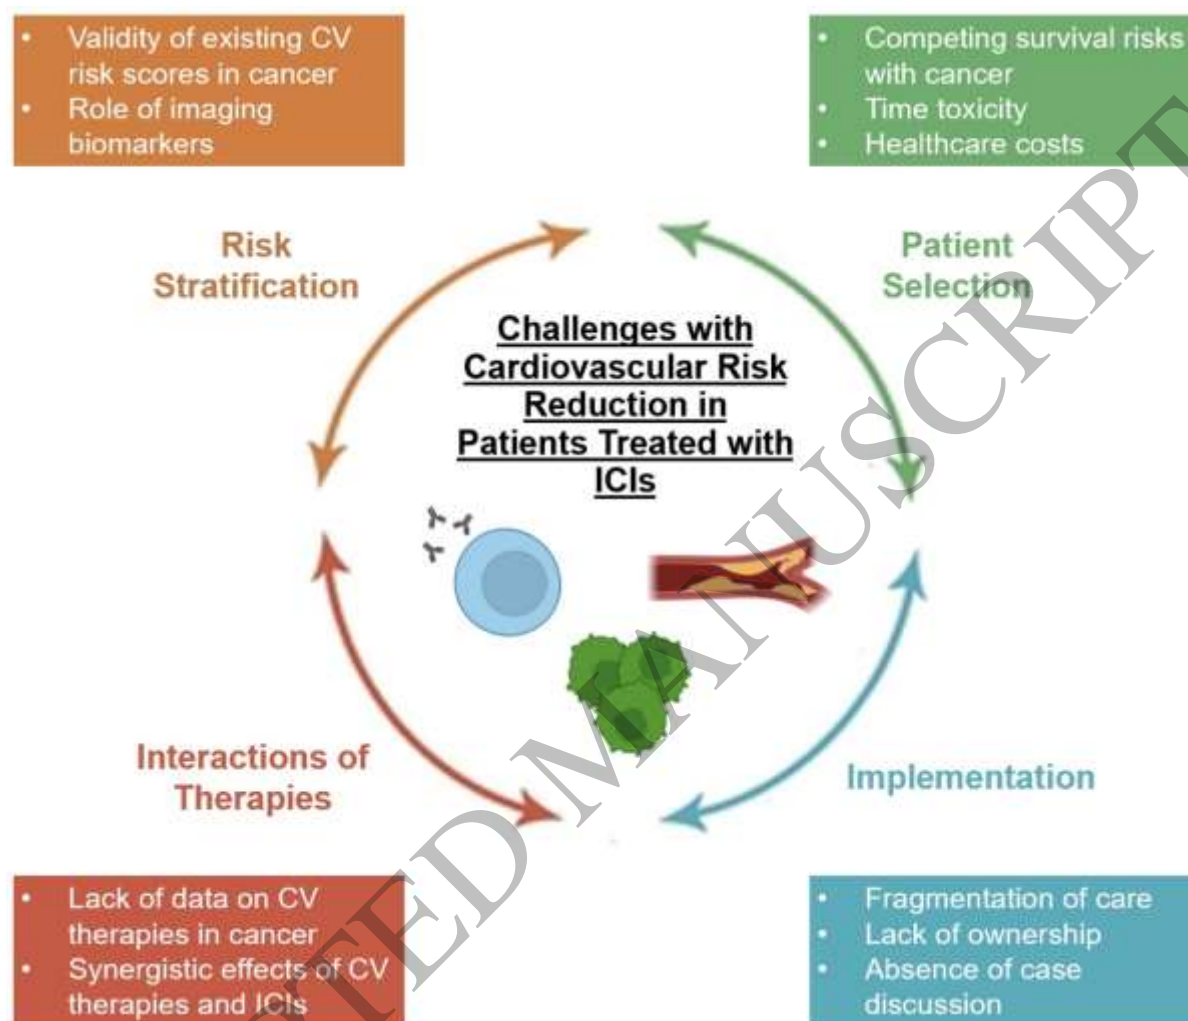 • Validity of existing CV
risk scores in cancer
• Role of imaging
biomarkers
• Competing survival risks
with cancer
• Time toxicity
• Healthcare costs
Risk
Stratification
Patient
Selection
Challenges with
Cardiovascular Risk
Reduction in
Patients Treated with
ICIs
Interactions of
Therapies
Implementation
• Lack of data on CV
therapies in cancer
• Synergistic effects of CV
therapies and ICIs
• Fragmentation of care
• Lack of ownership
• Absence of case
discussion
TED MANUSCRIPT